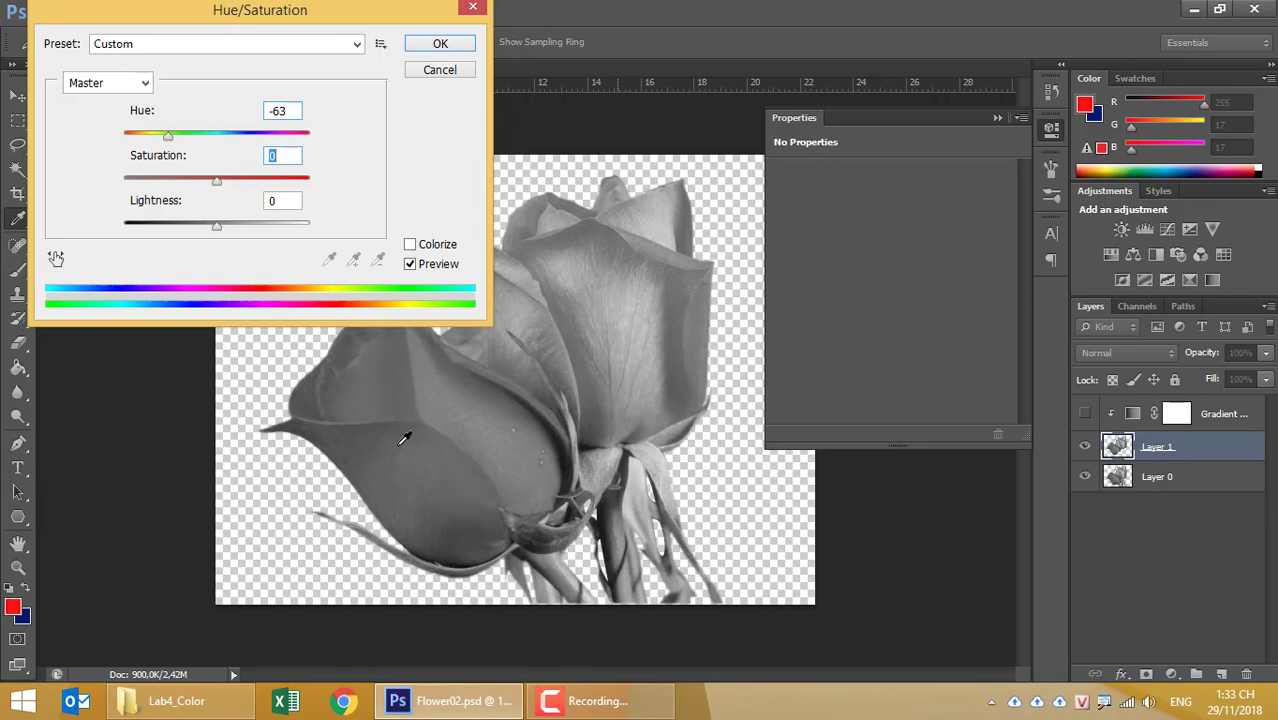 Hue/Saturation
Ps
Preset: Custom
OK
Cancel
Master
Hue: -63
Saturation: 0
Lightness: 0
Colorize
Preview
Show Sampling Ring
Essentials
12 14 16 18 20 22 24 26 28
Properties
No Properties
Color Swatches
R 255
G 17
B 17
Adjustments Styles
Add an adjustment
Layers Channels Paths
Kind
Normal Opacity: 100%
Lock: Fill: 100%
Gradient ...
Layer 1
Layer 0
Doc: 900,0K/2,42M
Lab4_Color
Ps Flower02.psd @ 1...
Recording...
ENG
1:33 CH
29/11/2018